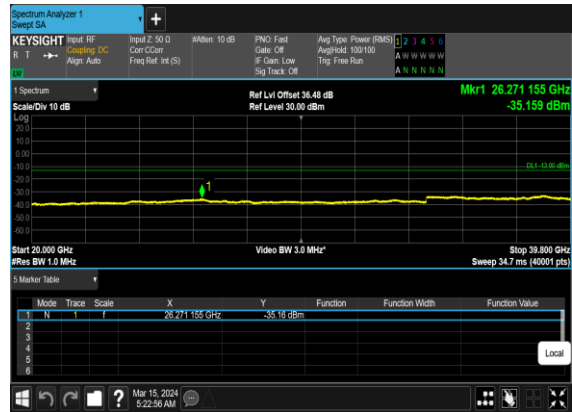 Spectrum Analyzer 1
Swept SA
+
KEYSIGHT Input: RF Input Z: 50 Ω #Atten: 10 dB PNO: Fast Avg Type: Power (RMS) 1 2 3 4 5 6
R T Coupling: DC Corr CCorr Gate: Off Avg|Hold: 100/100 A W W W W W
Align: Auto Freq Ref: Int (S) IF Gain: Low Trig: Free Run
Sig Track: Off A N N N N N
1 Spectrum Ref Lvl Offset 36.48 dB Mkr1 26.271 155 GHz
Scale/Div 10 dB Ref Level 30.00 dBm -35.159 dBm
Log
20.0
10.0
0.00
-10.0
DL1 -13.00 dBm
-20.0
-30.0
1
-40.0
-50.0
-60.0
Start 20.000 GHz Video BW 3.0 MHz* Stop 39.800 GHz
#Res BW 1.0 MHz Sweep 34.7 ms (40001 pts)
5 Marker Table
Mode Trace Scale X Y Function Function Width Function Value
1 N 1 f 26.271 155 GHz -35.16 dBm
2
3
4
5
6
Local
? Mar 15, 2024
5:22:56 AM